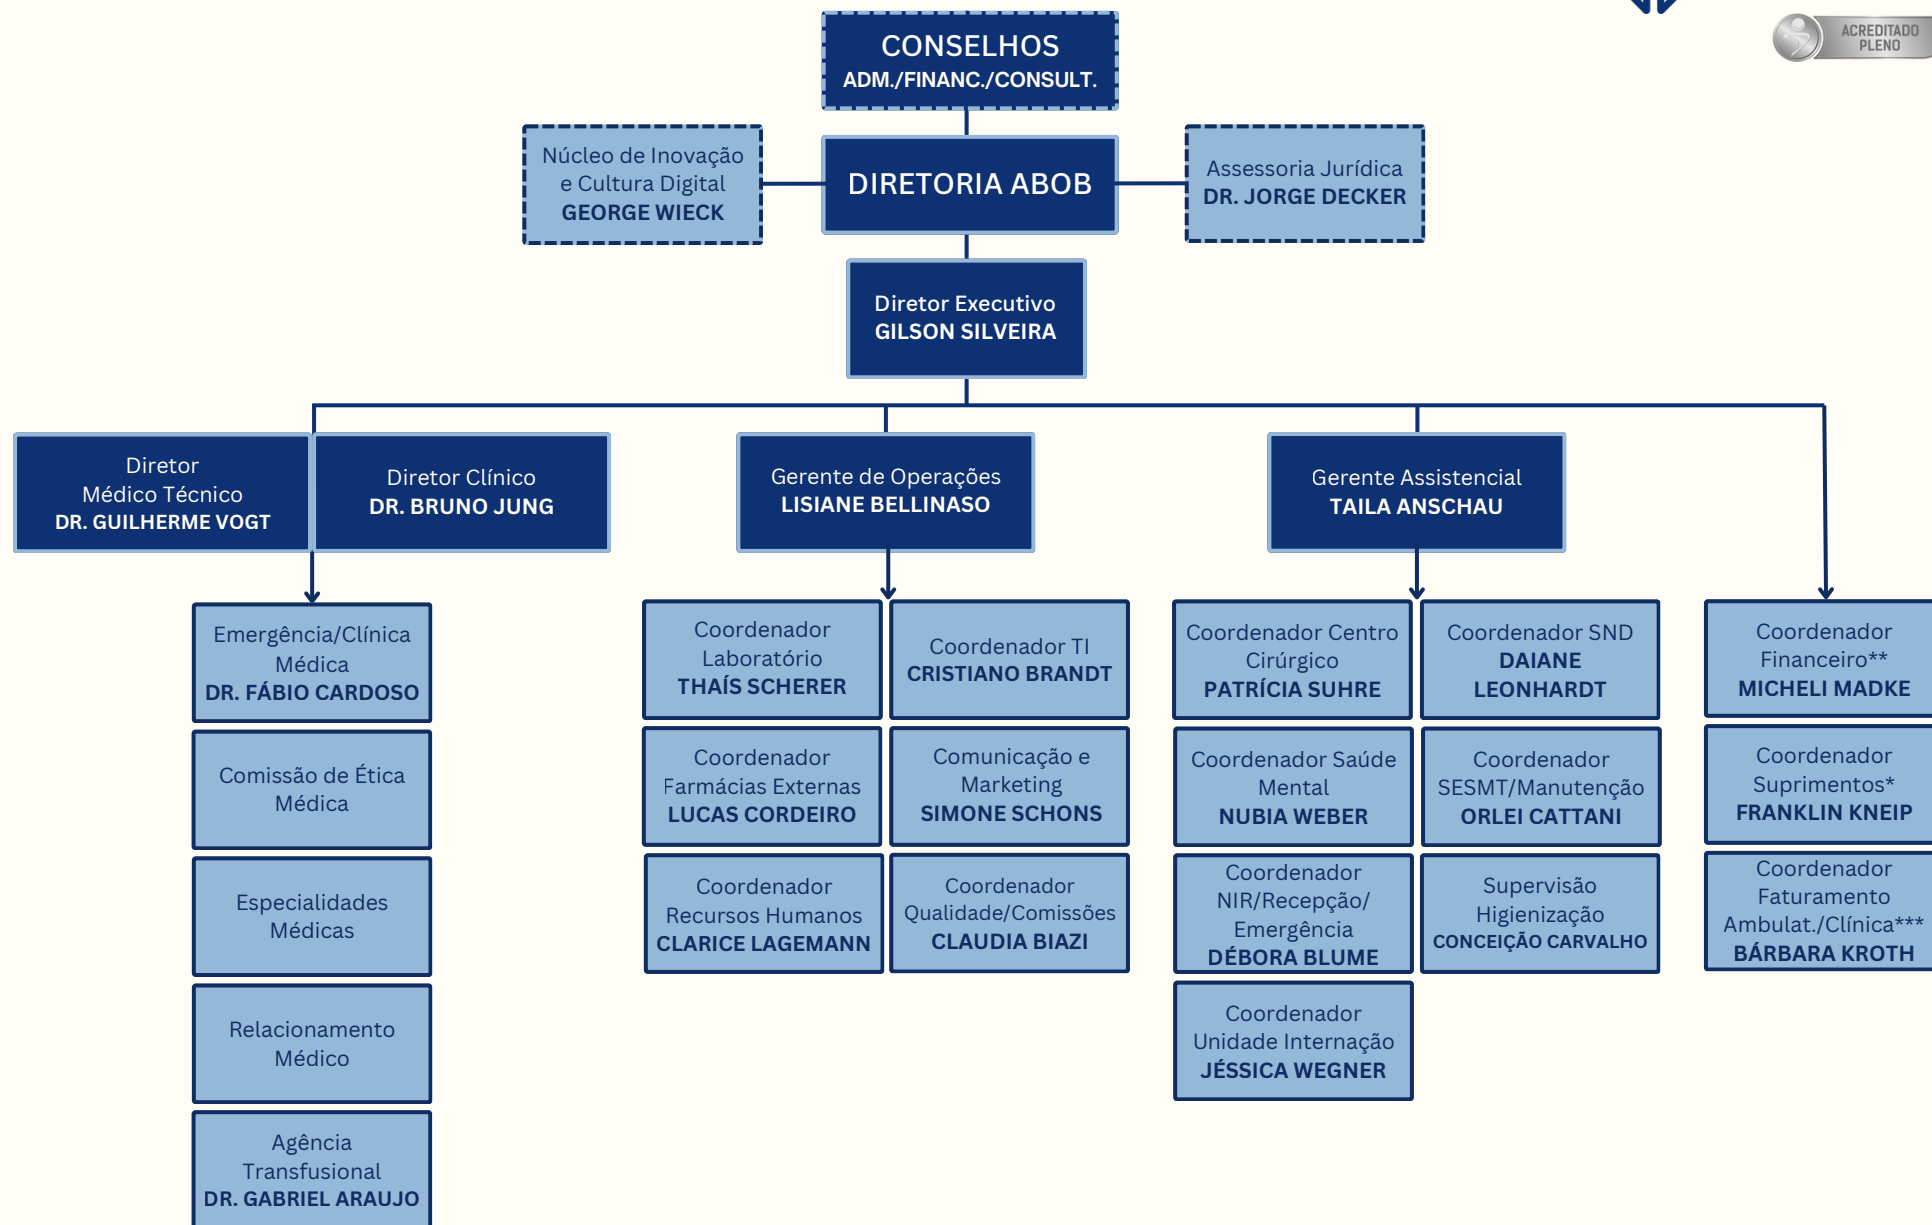 ACREDITADO
PLENO
CONSELHOS
ADM./FINANC./CONSULT.
Núcleo de Inovação
e Cultura Digital
GEORGE WIECK
DIRETORIA ABOB
Assessoria Jurídica
DR. JORGE DECKER
Diretor Executivo
GILSON SILVEIRA
Diretor
Médico Técnico
DR. GUILHERME VOGT
Diretor Clínico
DR. BRUNO JUNG
Gerente de Operações
LISIANE BELLINASO
Gerente Assistencial
TAILA ANSCHAU
Emergência/Clínica
Médica
DR. FÁBIO CARDOSO
Comissão de Ética
Médica
Especialidades
Médicas
Relacionamento
Médico
Agência
Transfusional
DR. GABRIEL ARAUJO
Coordenador
Laboratório
THAÍS SCHERER
Coordenador TI
CRISTIANO BRANDT
Coordenador
Farmácias Externas
LUCAS CORDEIRO
Comunicação e
Marketing
SIMONE SCHONS
Coordenador
Recursos Humanos
CLARICE LAGEMANN
Coordenador
Qualidade/Comissões
CLAUDIA BIAZI
Coordenador Centro
Cirúrgico
PATRÍCIA SUHRE
Coordenador SND
DAIANE
LEONHARDT
Coordenador Saúde
Mental
NUBIA WEBER
Coordenador
SESMT/Manutenção
ORLEI CATTANI
Coordenador
NIR/Recepção/
Emergência
DÉBORA BLUME
Supervisão
Higienização
CONCEIÇÃO CARVALHO
Coordenador
Unidade Internação
JÉSSICA WEGNER
Coordenador
Financeiro**
MICHELI MADKE
Coordenador
Suprimentos*
FRANKLIN KNEIP
Coordenador
Faturamento
Ambulat./Clínica***
BÁRBARA KROTH